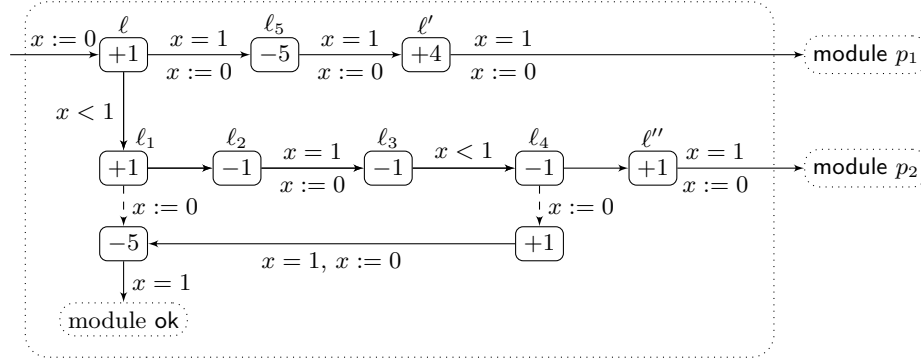 ℓ ℓ₅ ℓ′
x := 0 +1 x = 1 −5 x = 1 +4 x = 1 module p₁
x := 0 x := 0 x := 0
x < 1
ℓ₁ ℓ₂ ℓ₃ ℓ₄ ℓ″
+1 −1 x = 1 −1 x < 1 −1 +1 x = 1 module p₂
x := 0 x := 0
x := 0 x := 0
−5 +1
x = 1, x := 0
x = 1
module ok